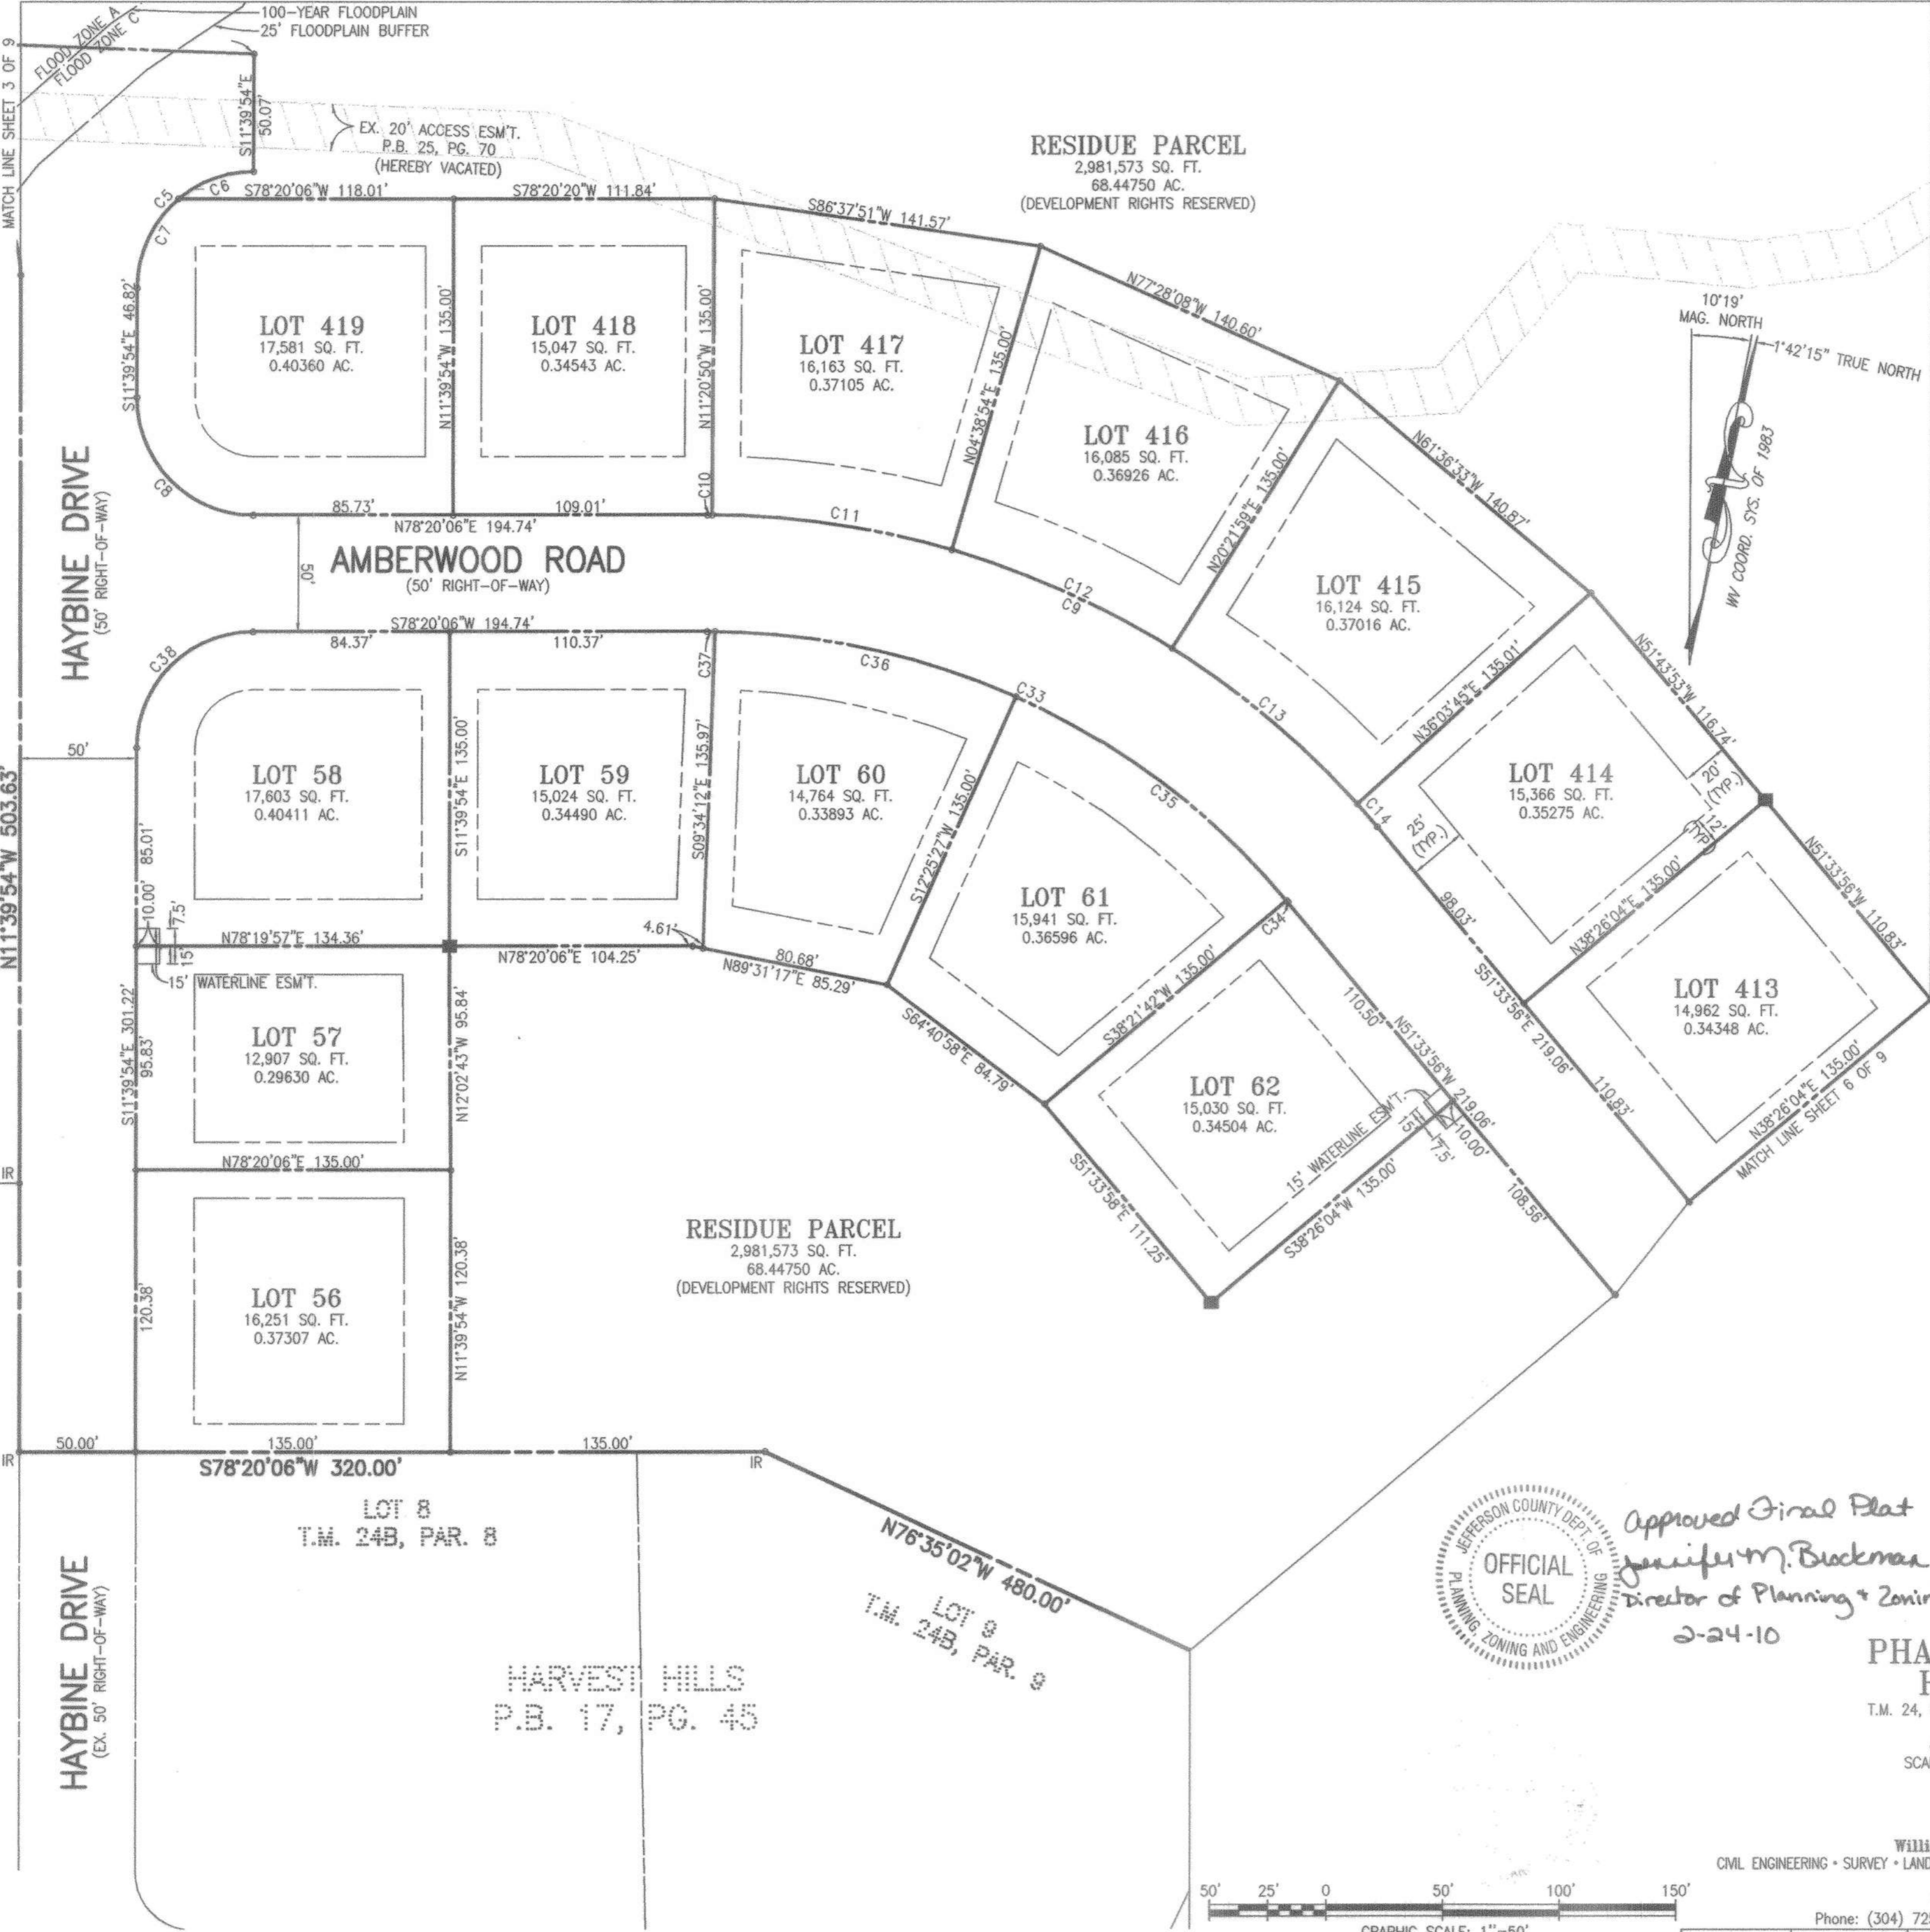 100-YEAR FLOODPLAIN
25' FLOODPLAIN BUFFER
FLOOD ZONE A
FLOOD ZONE C
MATCH LINE SHEET 3 OF 9
S11°39'54"E
50.07'
EX. 20' ACCESS ESM'T.
P.B. 25, PG. 70
(HEREBY VACATED)
RESIDUE PARCEL
2,981,573 SQ. FT.
68.44750 AC.
(DEVELOPMENT RIGHTS RESERVED)
C5
C6
C7
S78°20'06"W 118.01'
S78°20'20"W 111.84'
S86°37'51"W 141.57'
N77°28'08"W 140.60'
N61°36'33"W 140.87'
N51°43'53"W 116.74'
N51°33'56"W 110.83'
10°19'
MAG. NORTH
1°42'15" TRUE NORTH
WV COORD. SYS. OF 1983
S11°39'54"E 46.82'
LOT 419
17,581 SQ. FT.
0.40360 AC.
N11°39'54"W 135.00'
LOT 418
15,047 SQ. FT.
0.34543 AC.
N11°20'50"W 135.00'
LOT 417
16,163 SQ. FT.
0.37105 AC.
N04°38'54"E 135.00'
LOT 416
16,085 SQ. FT.
0.36926 AC.
N20°21'59"E 135.00'
LOT 415
16,124 SQ. FT.
0.37016 AC.
N36°03'45"E 135.01'
LOT 414
15,366 SQ. FT.
0.35275 AC.
20'
(TYP.)
12'
(TYP)
25'
(TYP.)
N38°26'04"E 135.00'
LOT 413
14,962 SQ. FT.
0.34348 AC.
N38°26'04"E 135.00'
MATCH LINE SHEET 6 OF 9
C8
85.73'
109.01'
C10
N78°20'06"E 194.74'
C11
C12
C9
C13
C14
98.03'
S51°33'56"E 219.06'
110.83'
HAYBINE DRIVE
(50' RIGHT-OF-WAY)
50'
AMBERWOOD ROAD
(50' RIGHT-OF-WAY)
S78°20'06"W 194.74'
84.37'
110.37'
C38
C37
C36
C33
C35
C34
50'
N11°39'54"W 503.63'
85.01'
LOT 58
17,603 SQ. FT.
0.40411 AC.
S11°39'54"E 135.00'
LOT 59
15,024 SQ. FT.
0.34490 AC.
S09°34'12"E 135.97'
LOT 60
14,764 SQ. FT.
0.33893 AC.
S12°25'27"W 135.00'
LOT 61
15,941 SQ. FT.
0.36596 AC.
S38°21'42"W 135.00'
LOT 62
15,030 SQ. FT.
0.34504 AC.
110.50'
N51°33'56"W 219.06'
15' WATERLINE ESM'T.
15'
7.5'
10.00'
108.56'
S38°26'04"W 135.00'
10.00'
7.5'
15'
N78°19'57"E 134.36'
4.61'
N78°20'06"E 104.25'
80.68'
N89°31'17"E 85.29'
S64°40'58"E 84.79'
S51°33'58"E 111.25'
15' WATERLINE ESM'T.
S11°39'54"E 301.22'
95.83'
LOT 57
12,907 SQ. FT.
0.29630 AC.
N12°02'43"W 95.84'
IR
N78°20'06"E 135.00'
120.38'
LOT 56
16,251 SQ. FT.
0.37307 AC.
N11°39'54"W 120.38'
RESIDUE PARCEL
2,981,573 SQ. FT.
68.44750 AC.
(DEVELOPMENT RIGHTS RESERVED)
IR
50.00'
135.00'
135.00'
IR
S78°20'06"W 320.00'
LOT 8
T.M. 24B, PAR. 8
N76°35'02"W 480.00'
LOT 9
T.M. 24B, PAR. 9
HARVEST HILLS
P.B. 17, PG. 45
HAYBINE DRIVE
(EX. 50' RIGHT-OF-WAY)
JEFFERSON COUNTY DEPT. OF
PLANNING, ZONING AND ENGINEERING
OFFICIAL
SEAL
Approved Final Plat
Jennifer M. Brockman
Director of Planning & Zonin
2-24-10
PHA
H
T.M. 24,
SCA
Willi
CIVIL ENGINEERING • SURVEY • LAND
Phone: (304) 72
50' 25' 0 50' 100' 150'
GRAPHIC SCALE: 1"=50'